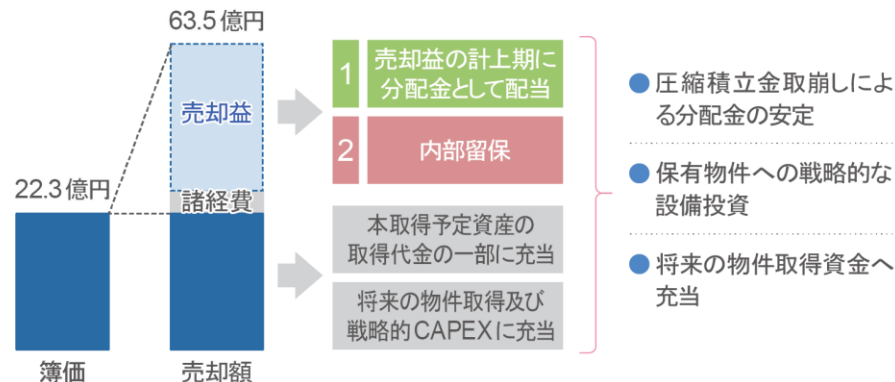 63.5億円
売却益
22.3億円
諸経費
簿価
売却額
1
売却益の計上期に
分配金として配当
2
内部留保
本取得予定資産の
取得代金の一部に充当
将来の物件取得及び
戦略的CAPEXに充当
● 圧縮積立金取崩しによ
る分配金の安定
● 保有物件への戦略的な
設備投資
● 将来の物件取得資金へ
充当